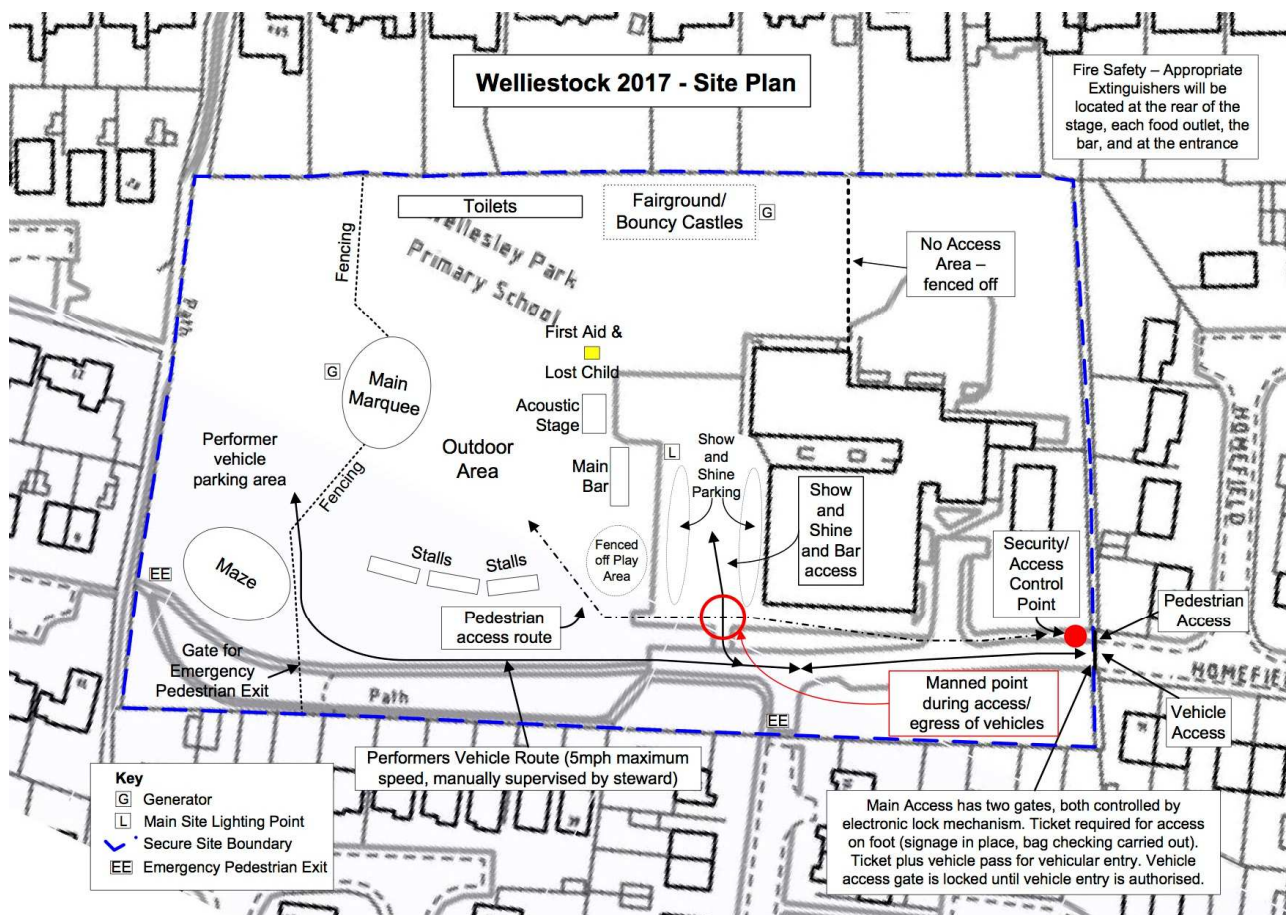 Welliestock 2017 - Site Plan
Fire Safety – Appropriate
Extinguishers will be
located at the rear of the
stage, each food outlet, the
bar, and at the entrance
Toilets
Fairground/
Bouncy Castles
G
Wellesley Park
Primary School
Fencing
No Access
Area –
fenced off
Path
First Aid &
Lost Child
G
Main
Marquee
Acoustic
Stage
Performer
vehicle
parking area
Outdoor
Area
Fencing
Main
Bar
L
Show
and
Shine
Parking
Show
and
Shine
and Bar
access
HOMEFIELD
Security/
Access
Control
Point
Maze
EE
Stalls
Stalls
Fenced
off Play
Area
Pedestrian
access route
Pedestrian
Access
Gate for
Emergency
Pedestrian Exit
Path
HOMEFIELD
Manned point
during access/
egress of vehicles
EE
Vehicle
Access
Performers Vehicle Route (5mph maximum
speed, manually supervised by steward)
Key
G Generator
L Main Site Lighting Point
Secure Site Boundary
EE Emergency Pedestrian Exit
Main Access has two gates, both controlled by
electronic lock mechanism. Ticket required for access
on foot (signage in place, bag checking carried out).
Ticket plus vehicle pass for vehicular entry. Vehicle
access gate is locked until vehicle entry is authorised.